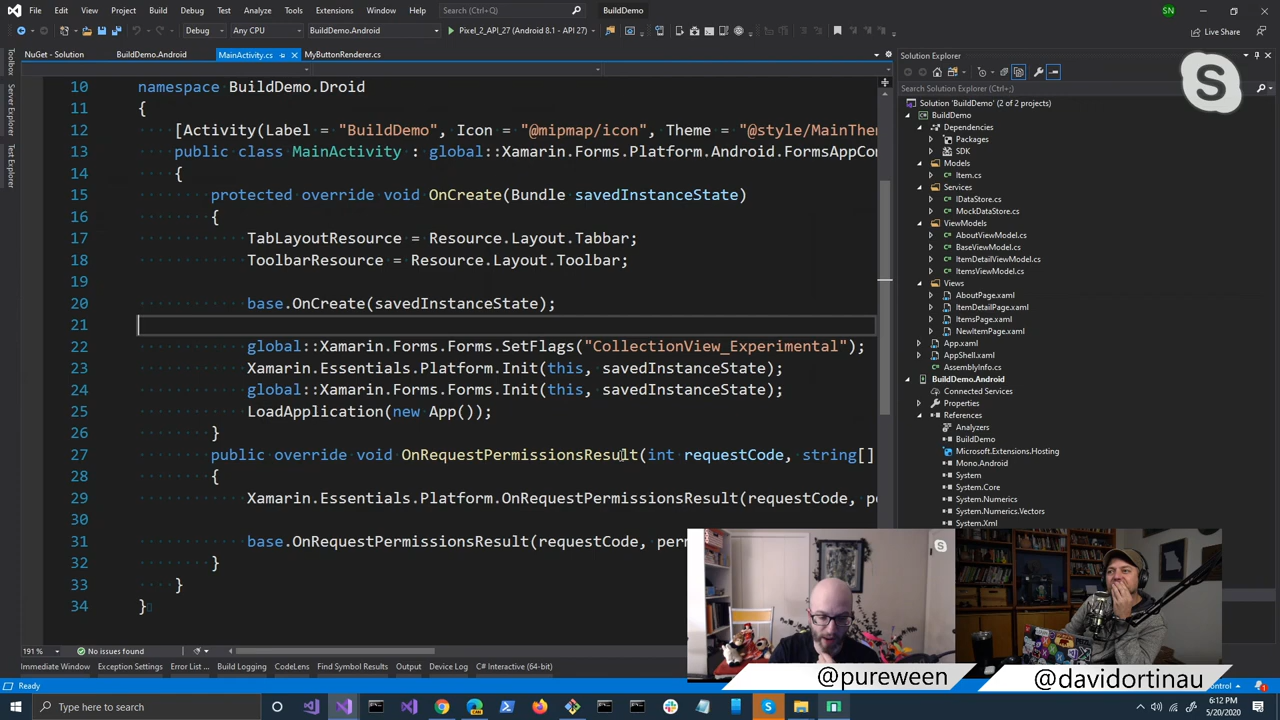 File Edit View Git Project Build Debug Test Analyze Tools Extensions Window Help Search (Ctrl+Q) BuildDemo SN
Debug Any CPU BuildDemo.Android Pixel_2_API_27 (Android 8.1 - API 27) Live Share
NuGet - Solution BuildDemo.Android MainActivity.cs MyButtonRenderer.cs
Toolbox
Server Explorer
Test Explorer
10 namespace BuildDemo.Droid
11 {
12 [Activity(Label = "BuildDemo", Icon = "@mipmap/icon", Theme = "@style/MainThe
13 public class MainActivity : global::Xamarin.Forms.Platform.Android.FormsAppCo
14 {
15 protected override void OnCreate(Bundle savedInstanceState)
16 {
17 TabLayoutResource = Resource.Layout.Tabbar;
18 ToolbarResource = Resource.Layout.Toolbar;
19
20 base.OnCreate(savedInstanceState);
21
22 global::Xamarin.Forms.Forms.SetFlags("CollectionView_Experimental");
23 Xamarin.Essentials.Platform.Init(this, savedInstanceState);
24 global::Xamarin.Forms.Forms.Init(this, savedInstanceState);
25 LoadApplication(new App());
26 }
27 public override void OnRequestPermissionsResult(int requestCode, string[]
28 {
29 Xamarin.Essentials.Platform.OnRequestPermissionsResult(requestCode, pe
30
31 base.OnRequestPermissionsResult(requestCode, perm
32 }
33 }
34 }
191 % No issues found
Immediate Window Exception Settings Error List ... Build Logging CodeLens Find Symbol Results Output C# Interactive (64-bit)
Ready
Solution Explorer
Search Solution Explorer (Ctrl+;)
Solution 'BuildDemo' (2 of 2 projects)
BuildDemo
Dependencies
Packages
SDK
Models
Item.cs
Services
IDataStore.cs
MockDataStore.cs
ViewModels
AboutViewModel.cs
BaseViewModel.cs
ItemDetailViewModel.cs
ItemsViewModel.cs
Views
AboutPage.xaml
ItemDetailPage.xaml
ItemsPage.xaml
NewItemPage.xaml
App.xaml
AppShell.xaml
AssemblyInfo.cs
BuildDemo.Android
Connected Services
Properties
References
Analyzers
BuildDemo
Microsoft.Extensions.Hosting
Mono.Android
System
System.Core
System.Numerics
System.Numerics.Vectors
System.Xml
@pureween
@davidortinau
Type here to search
6:12 PM
5/20/2020